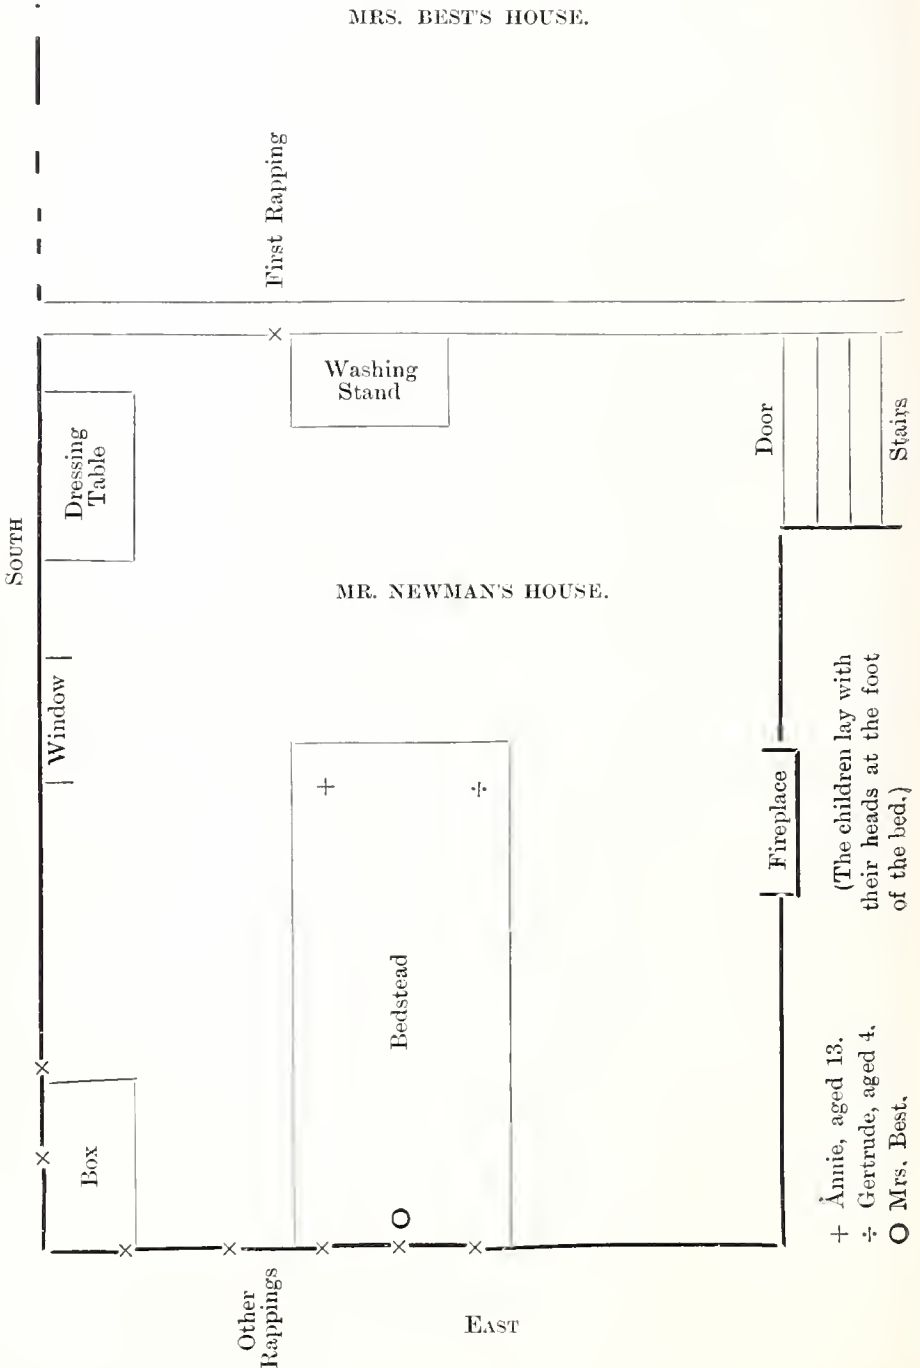 MRS. BEST'S HOUSE.
First Rapping
Washing
Stand
Dressing
Table
SOUTH
Door
Stairs
MR. NEWMAN'S HOUSE.
Window
Fireplace
(The children lay with
their heads at the foot
of the bed.)
Bedstead
Box
+ Annie, aged 13.
÷ Gertrude, aged 4.
O Mrs. Best.
Other
Rappings
EAST